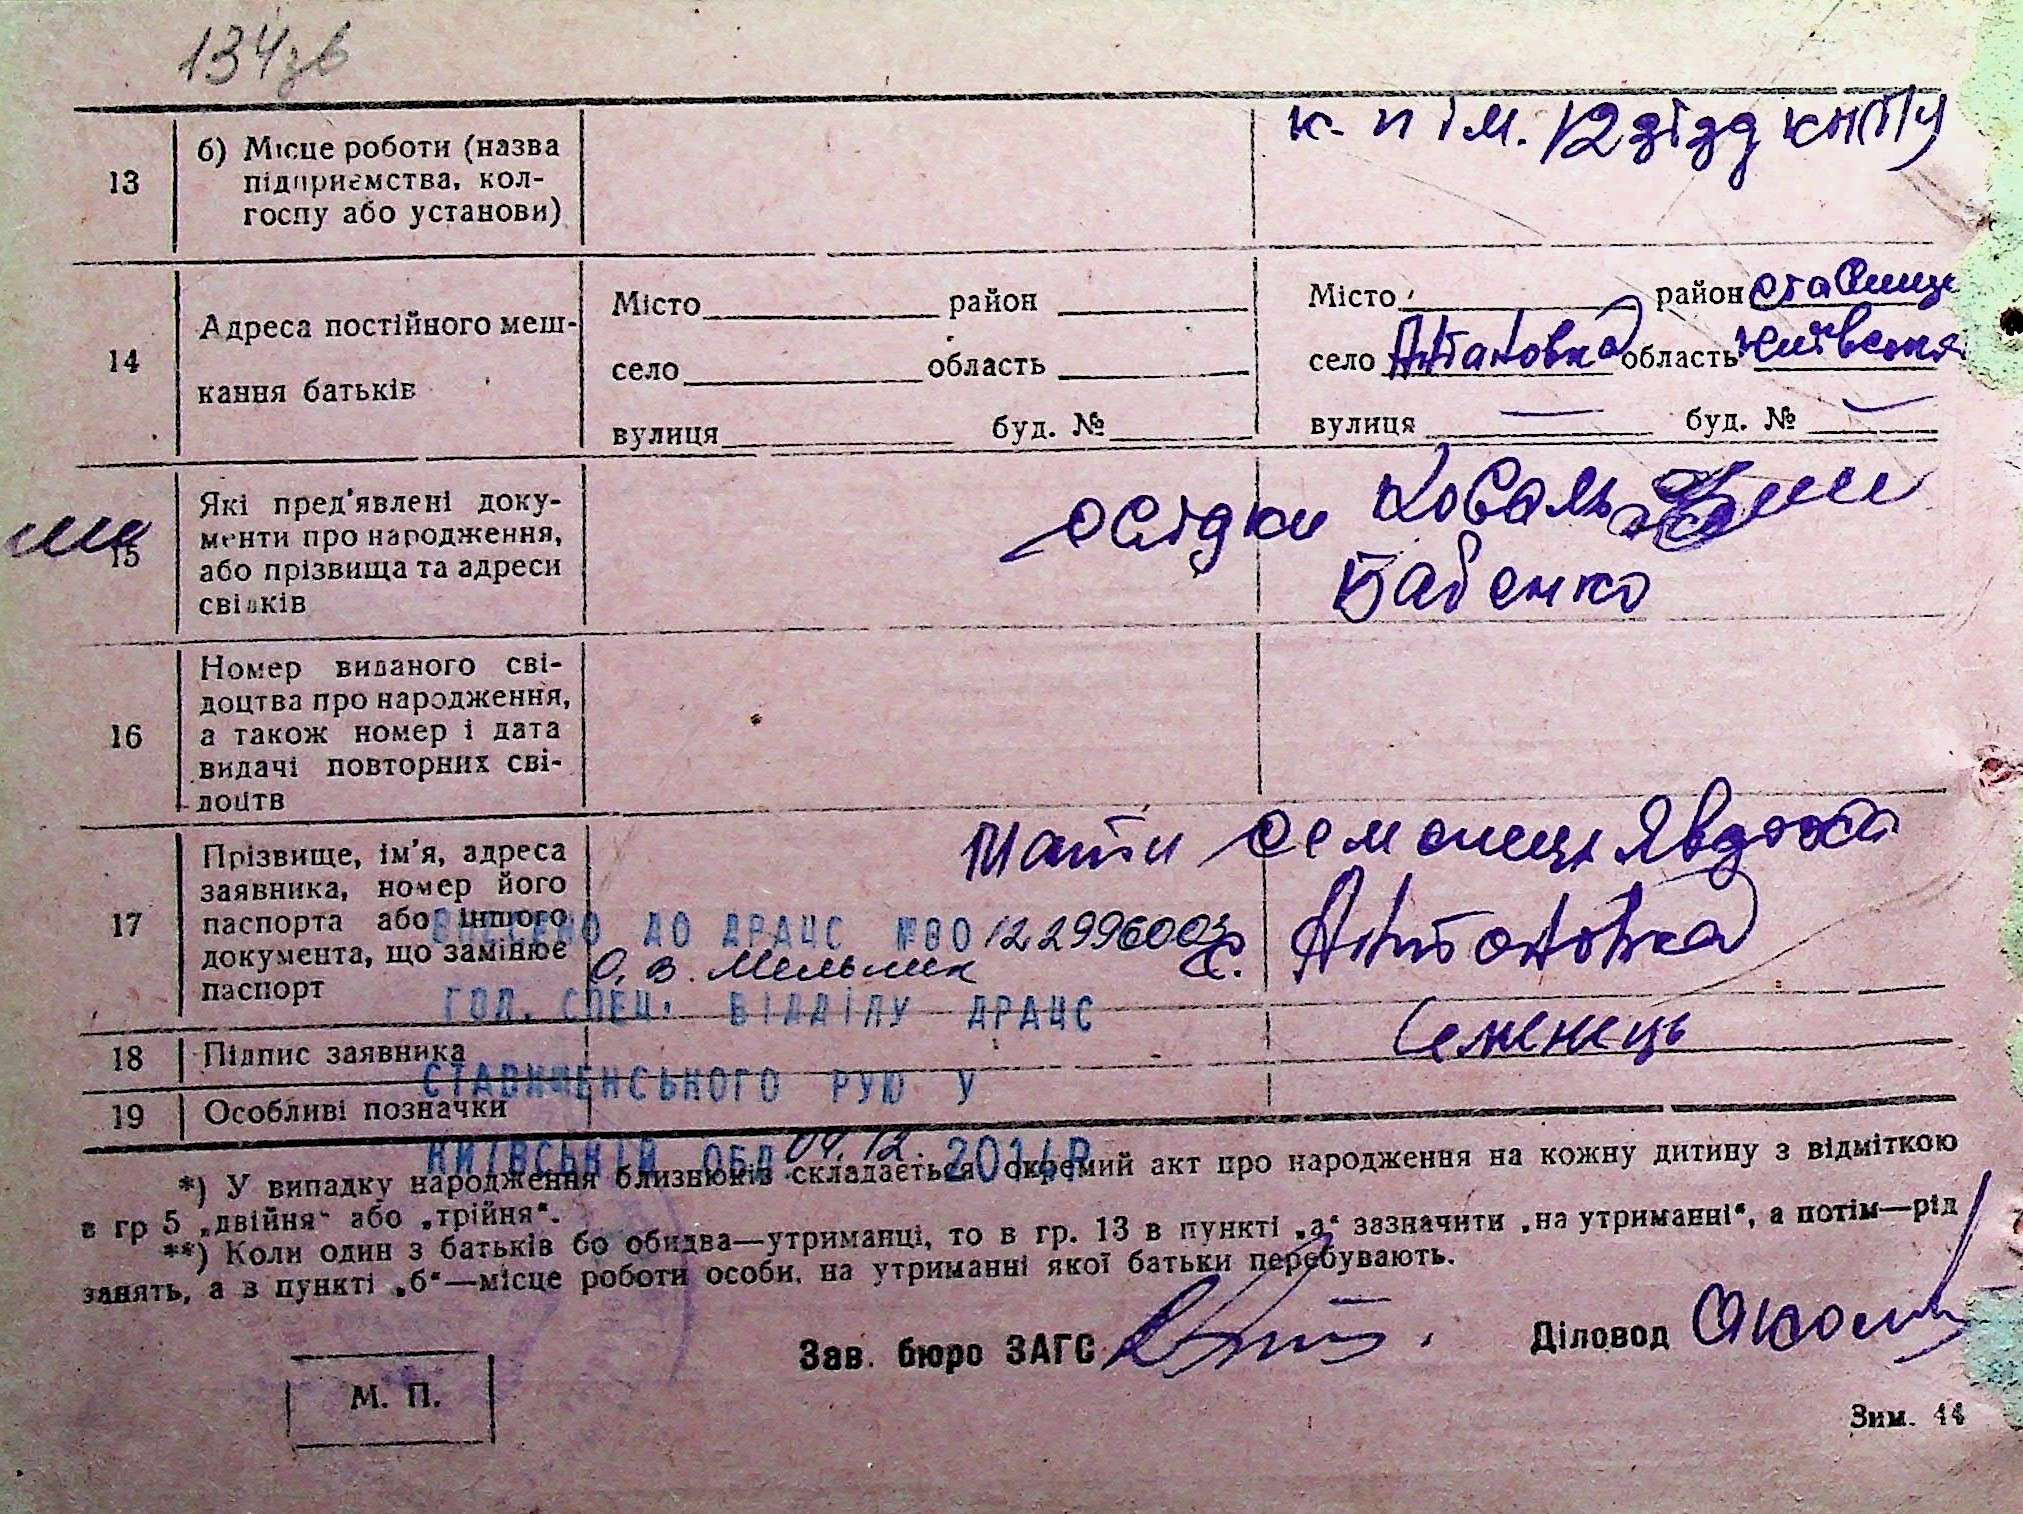 134зв
13
б) Місце роботи (назва
підприємства, кол-
госпу або установи)
к-п ім. 12 зїзд КП(б)У
14
Адреса постійного меш-
кання батьків
Місто район
село область
вулиця буд. №
Місто район Ставище
село Антоновка область Київська
вулиця — буд. № —
15
Які пред'явлені доку-
менти про народження,
або прізвища та адреси
свідків
свідки Коваль
Бабенко
16
Номер виданого сві-
доцтва про народження,
а також номер і дата
видачі повторних сві-
доцтв
17
Прізвище, ім'я, адреса
заявника, номер його
паспорта або іншого
документа, що замінює
паспорт
Мати Семенець Явдоха
с. Антоновка
ВНЕСЕНО ДО ДРАЦС №00122996003
О. В. Мельник
ГОЛ. СПЕЦ. ВІДДІЛУ ДРАЦС
СТАВИЩЕНСЬКОГО РУЮ У
КИЇВСЬКІЙ ОБЛ 04.12.2014Р
18
Підпис заявника
Семенець
19
Особливі позначки
*) У випадку народження близнюків складається окремий акт про народження на кожну дитину з відміткою
в гр 5 „двійня“ або „трійня“.
**) Коли один з батьків бо обидва—утриманці, то в гр. 13 в пункті „а“ зазначити „на утриманні“, а потім—рід
занять, а в пункті „б“—місце роботи особи, на утриманні якої батьки перебувають.
Зав. бюро ЗАГС
Діловод
М. П.
Зим. 44